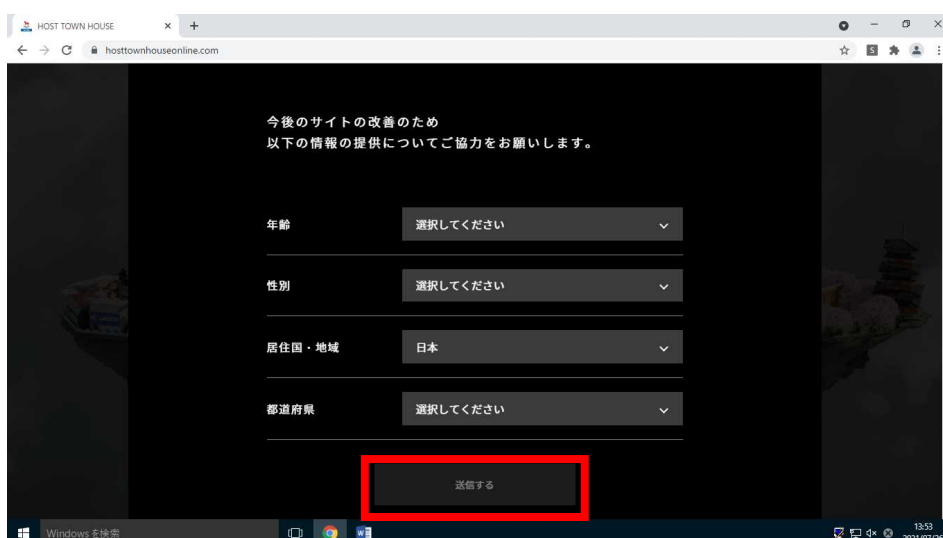 HOST TOWN HOUSE
hosttownhouseonline.com
S
今後のサイトの改善のため
以下の情報の提供についてご協力をお願いします。
年齢 選択してください
性別 選択してください
居住国・地域 日本
都道府県 選択してください
送信する
Windows を検索
W
13:53
2021/07/26